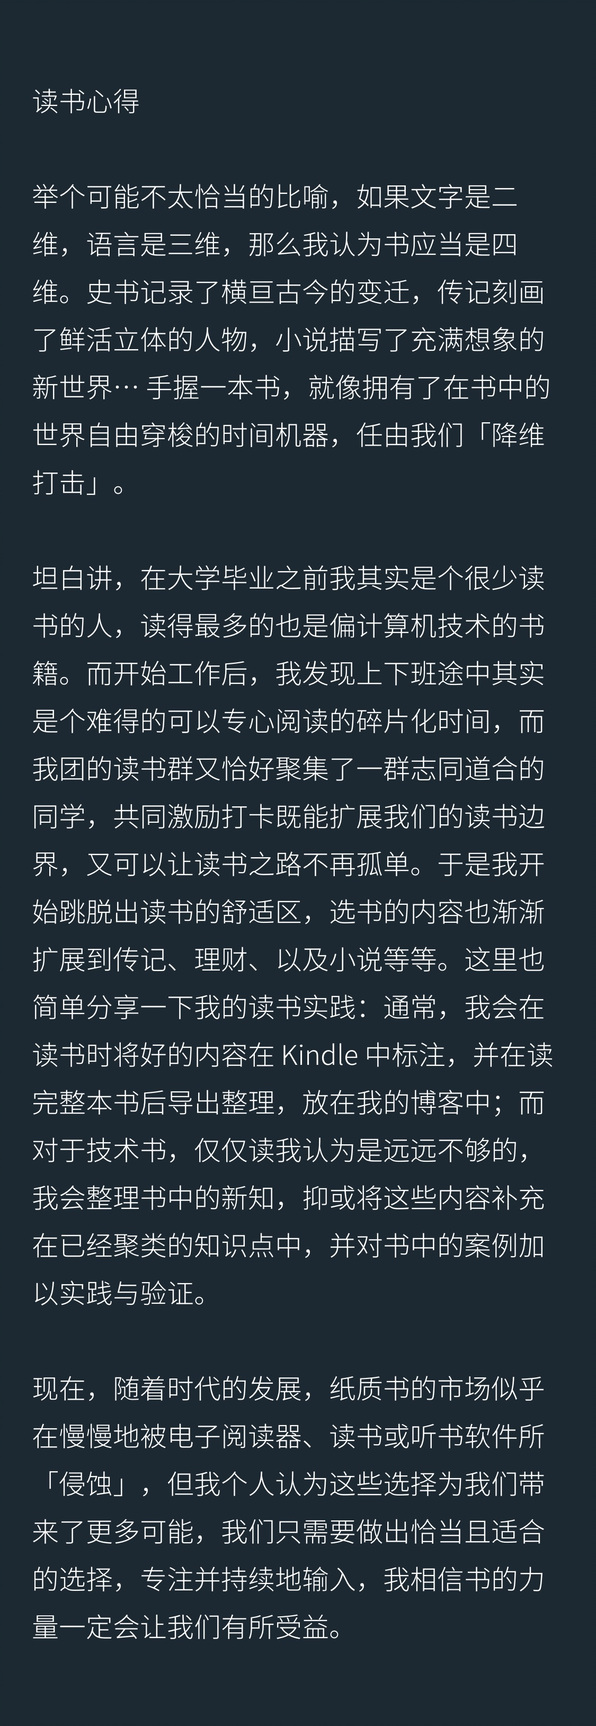 读书心得
举个可能不太恰当的比喻，如果文字是二
维，语言是三维，那么我认为书应当是四
维。史书记录了横亘古今的变迁，传记刻画
了鲜活立体的人物，小说描写了充满想象的
新世界… 手握一本书，就像拥有了在书中的
世界自由穿梭的时间机器，任由我们「降维
打击」。
坦白讲，在大学毕业之前我其实是个很少读
书的人，读得最多的也是偏计算机技术的书
籍。而开始工作后，我发现上下班途中其实
是个难得的可以专心阅读的碎片化时间，而
我团的读书群又恰好聚集了一群志同道合的
同学，共同激励打卡既能扩展我们的读书边
界，又可以让读书之路不再孤单。于是我开
始跳脱出读书的舒适区，选书的内容也渐渐
扩展到传记、理财、以及小说等等。这里也
简单分享一下我的读书实践：通常，我会在
读书时将好的内容在 Kindle 中标注，并在读
完整本书后导出整理，放在我的博客中；而
对于技术书，仅仅读我认为是远远不够的，
我会整理书中的新知，抑或将这些内容补充
在已经聚类的知识点中，并对书中的案例加
以实践与验证。
现在，随着时代的发展，纸质书的市场似乎
在慢慢地被电子阅读器、读书或听书软件所
「侵蚀」，但我个人认为这些选择为我们带
来了更多可能，我们只需要做出恰当且适合
的选择，专注并持续地输入，我相信书的力
量一定会让我们有所受益。